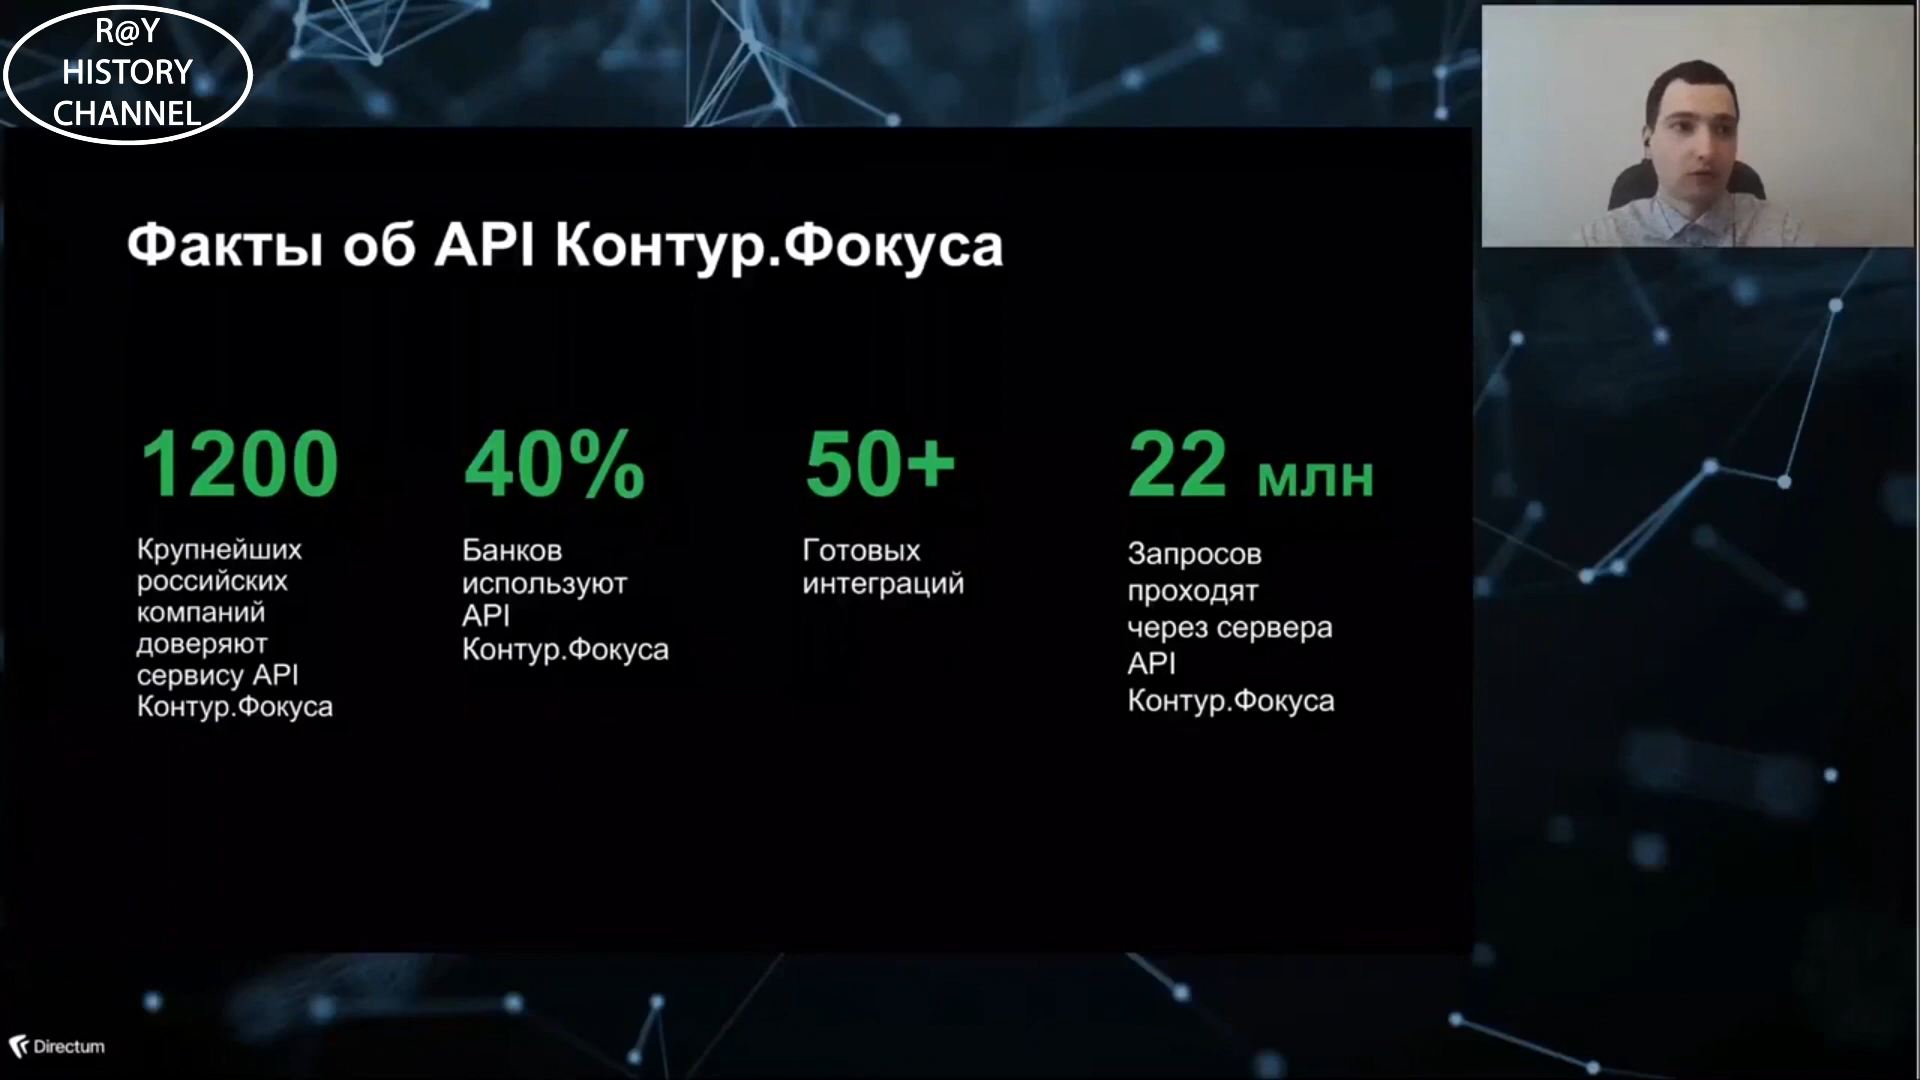 R@Y
HISTORY
CHANNEL
Факты об API Контур.Фокуса
1200
Крупнейших
российских
компаний
доверяют
сервису API
Контур.Фокуса
40%
Банков
используют
API
Контур.Фокуса
50+
Готовых
интеграций
22 млн
Запросов
проходят
через сервера
API
Контур.Фокуса
Directum